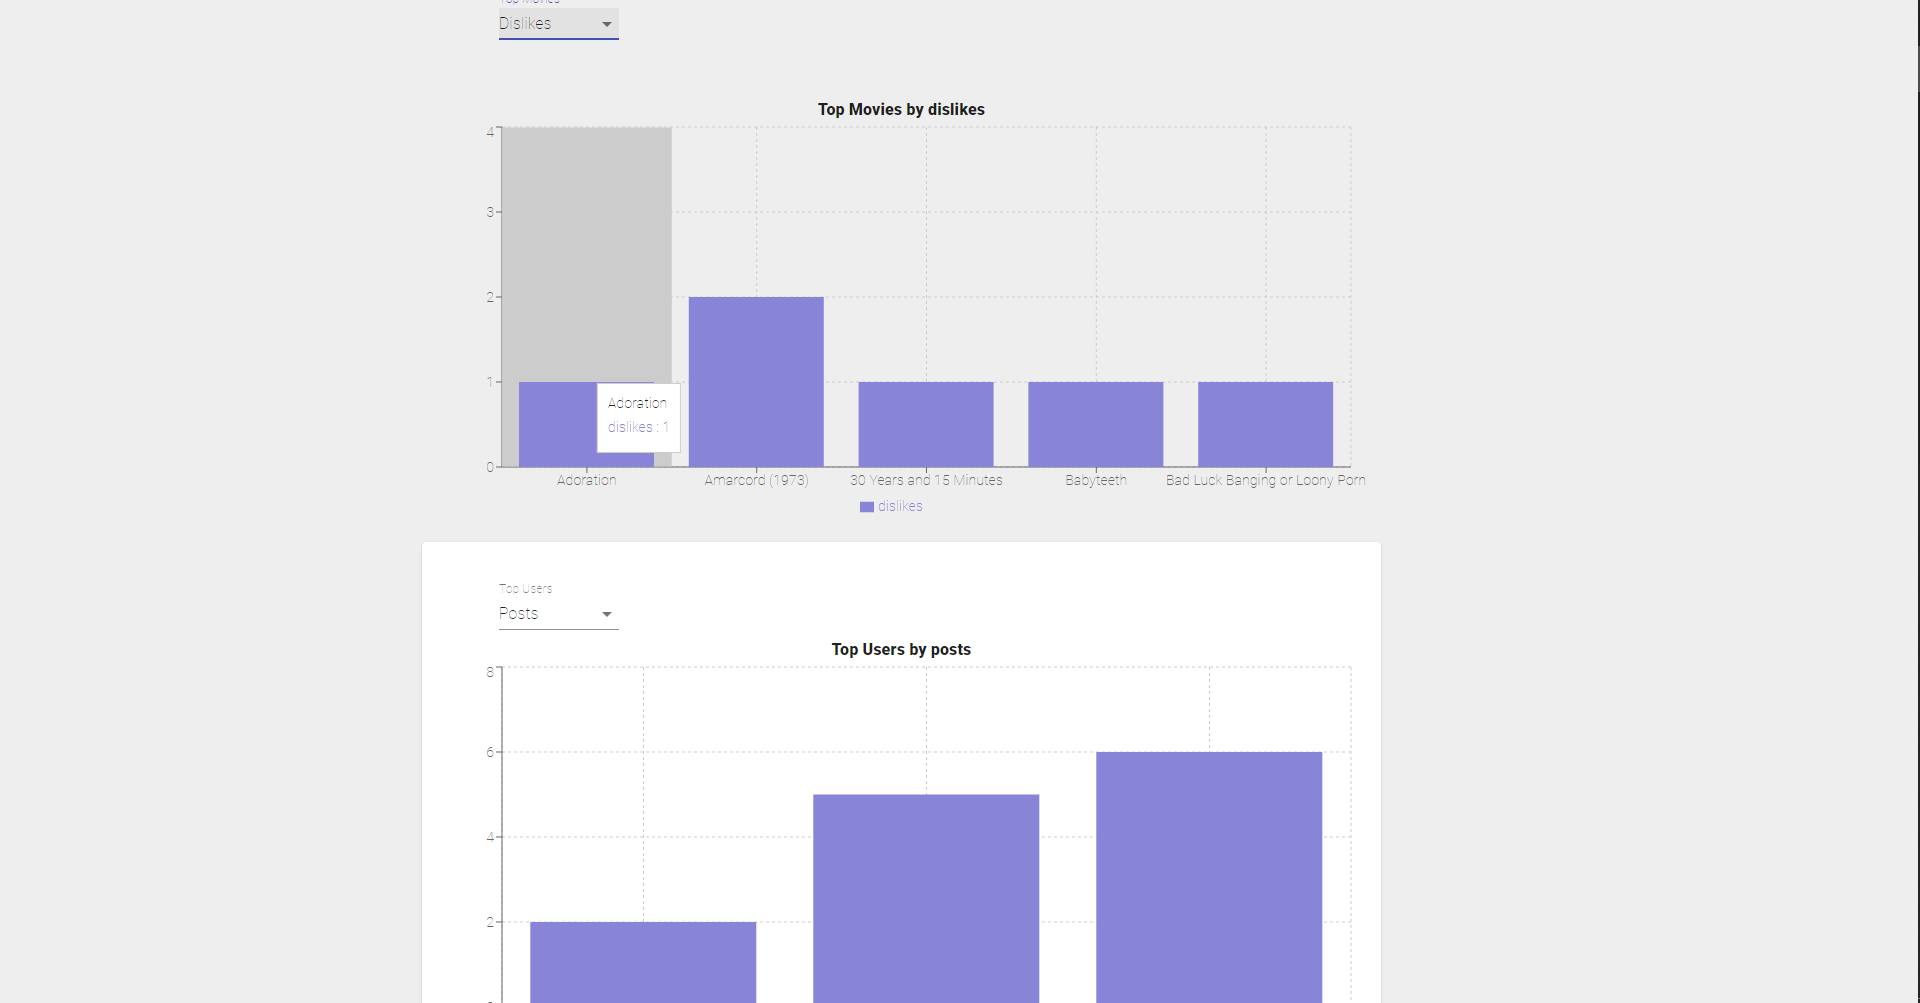 Top Movies
Dislikes
Top Movies by dislikes
4
3
2
1
0
Adoration
dislikes : 1
Adoration
Amarcord (1973)
30 Years and 15 Minutes
Babyteeth
Bad Luck Banging or Loony Porn
dislikes
Top Users
Posts
Top Users by posts
8
6
4
2